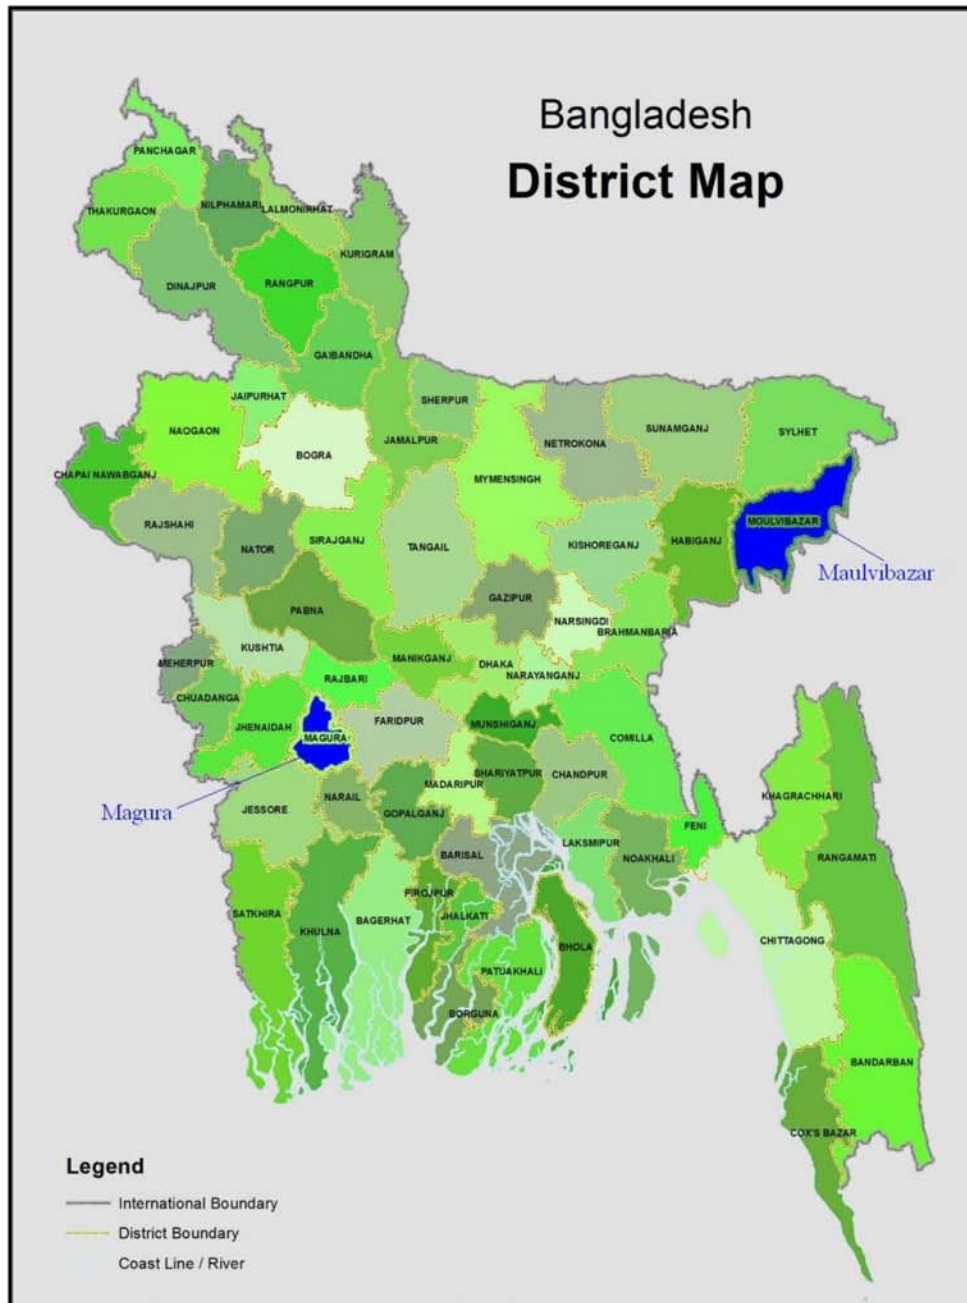 Bangladesh
District Map
PANCHAGAR
THAKURGAON
NILPHAMARI
LALMONIRHAT
KURIGRAM
DINAJPUR
RANGPUR
GAIBANDHA
JAIPURHAT
SHERPUR
NAOGAON
BOGRA
JAMALPUR
MYMENSINGH
NETROKONA
SUNAMGANJ
SYLHET
CHAPAI NAWABGANJ
RAJSHAHI
NATOR
SIRAJGANJ
TANGAIL
KISHOREGANJ
HABIGANJ
MOULVIBAZAR
Maulvibazar
PABNA
GAZIPUR
NARSINGDI
BRAHMANBARIA
KUSHTIA
MEHERPUR
CHUADANGA
RAJBARI
MANIKGANJ
DHAKA
NARAYANGANJ
JHENAIDAH
MAGURA
FARIDPUR
MUNSHIGANJ
COMILLA
Magura
JESSORE
NARAIL
GOPALGANJ
MADARIPUR
SHARIYATPUR
CHANDPUR
KHAGRACHHARI
BARISAL
LAKSMIPUR
NOAKHALI
FENI
RANGAMATI
SATKHIRA
KHULNA
BAGERHAT
PIROJPUR
JHALKATI
PATUAKHALI
BHOLA
CHITTAGONG
BORGUNA
BANDARBAN
COX'S BAZAR
Legend
International Boundary
District Boundary
Coast Line / River